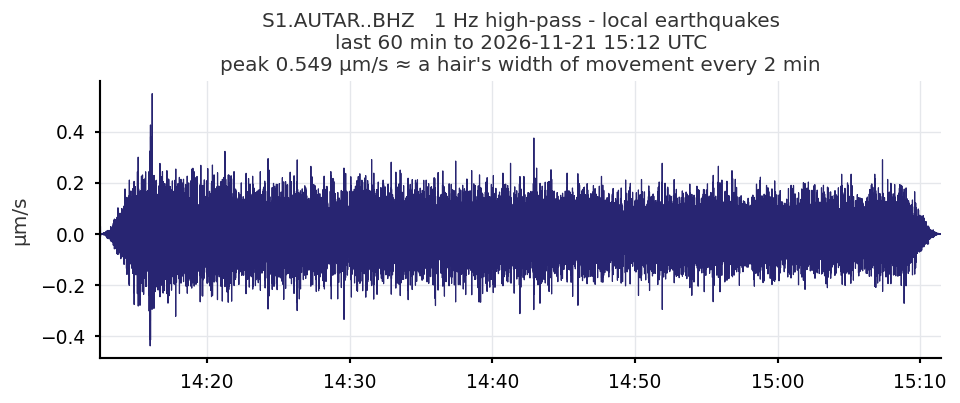 S1.AUTAR..BHZ   1 Hz high-pass - local earthquakes
last 60 min to 2026-11-21 15:12 UTC
peak 0.549 µm/s ≈ a hair's width of movement every 2 min
µm/s
0.4
0.2
0.0
−0.2
−0.4
14:20 14:30 14:40 14:50 15:00 15:10